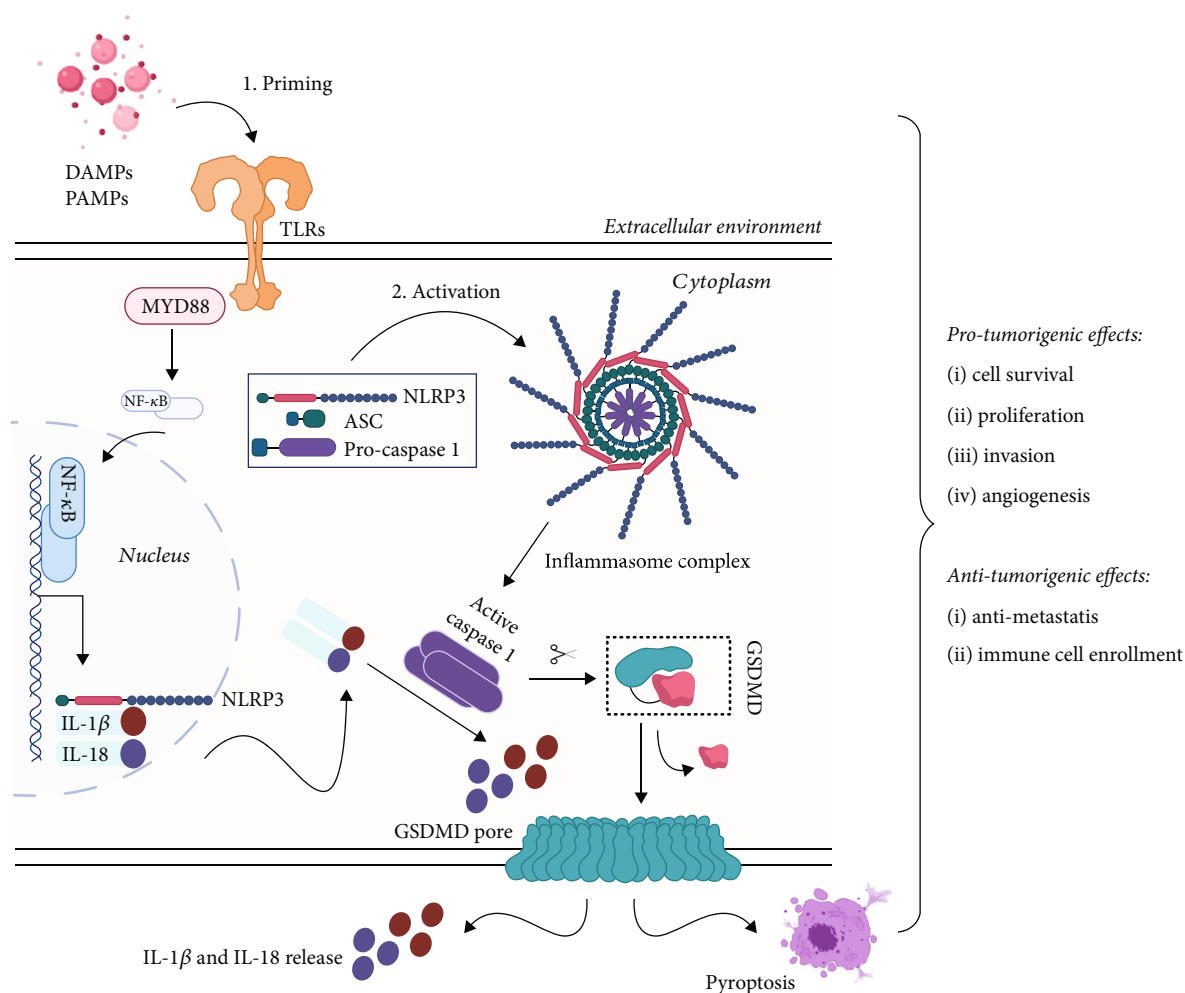 1. Priming
DAMPs
PAMPs
TLRs
Extracellular environment
Cytoplasm
MYD88
2. Activation
NF-κB
NLRP3
ASC
Pro-caspase 1
NF-κB
Nucleus
Inflammasome complex
Active
caspase 1
GSDMD
NLRP3
IL-1β
IL-18
GSDMD pore
IL-1β and IL-18 release
Pyroptosis
Pro-tumorigenic effects:
(i) cell survival
(ii) proliferation
(iii) invasion
(iv) angiogenesis
Anti-tumorigenic effects:
(i) anti-metastatis
(ii) immune cell enrollment